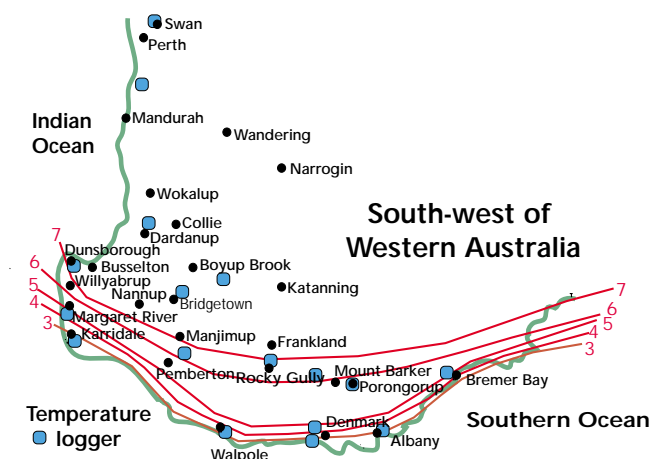 Swan
Perth
Mandurah
Indian
Ocean
Wandering
Narrogin
Wokalup
Collie
Dardanup
South-west of
Western Australia
7
Dunsborough
6
Busselton
Boyup Brook
Willyabrup
5
Nannup
Bridgetown
Katanning
7
4
Margaret River
6
3
Karridale
5
Manjimup
Frankland
4
3
Pemberton
Rocky Gully
Mount Barker
Porongorup
Bremer Bay
Temperature
logger
Denmark
Southern Ocean
Albany
Walpole